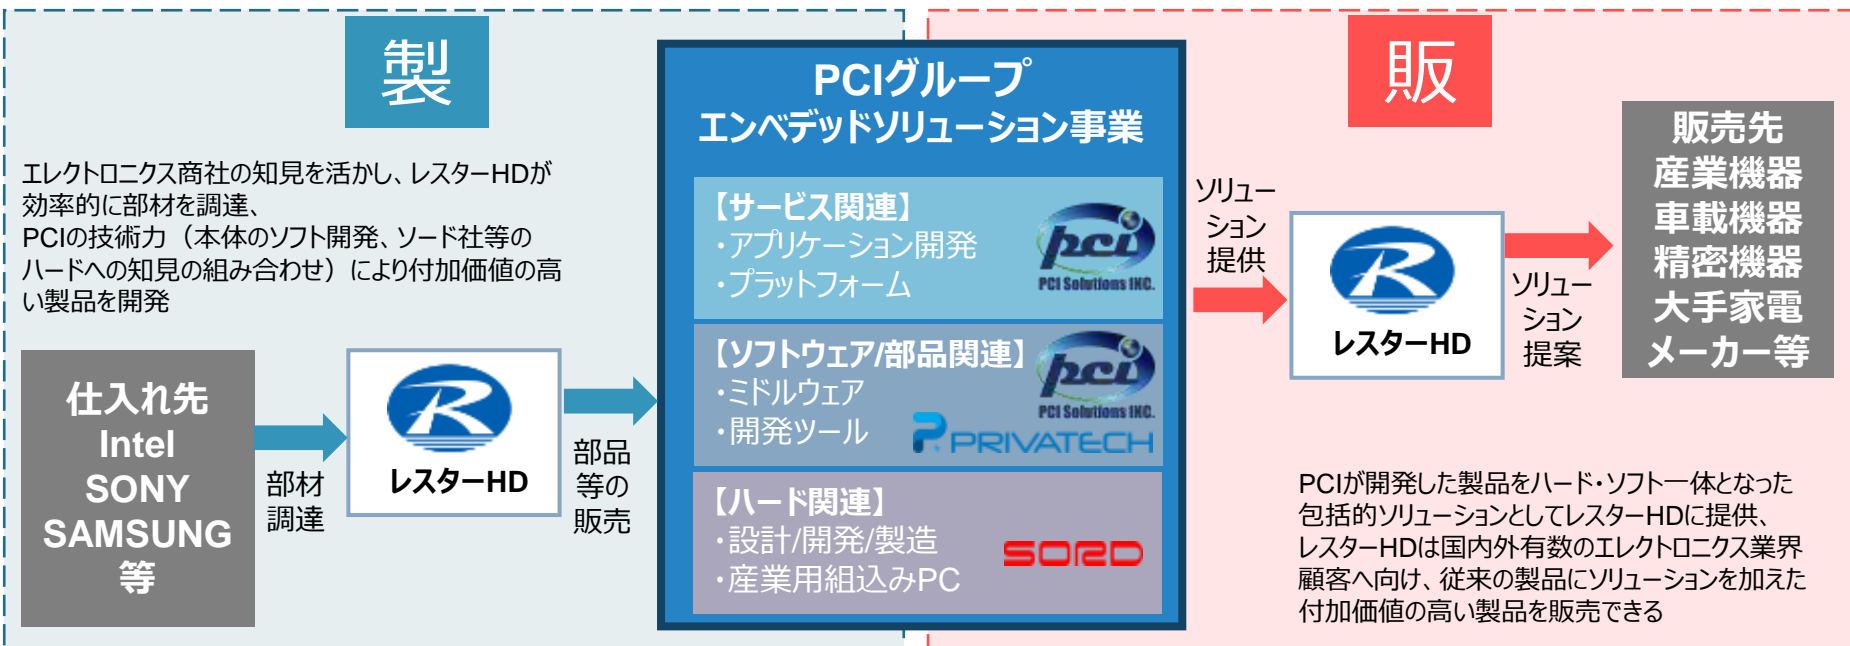 製
エレクトロニクス商社の知見を活かし、レスターHDが
効率的に部材を調達、
PCIの技術力（本体のソフト開発、ソード社等の
ハードへの知見の組み合わせ）により付加価値の高
い製品を開発
仕入れ先
Intel
SONY
SAMSUNG
等
部材
調達
R
レスターHD
部品
等の
販売
PCIグループ
エンベデッドソリューション事業
【サービス関連】
・アプリケーション開発
・プラットフォーム
pci
PCI Solutions INC.
【ソフトウェア/部品関連】
・ミドルウェア
・開発ツール
pci
PCI Solutions INC.
P.PRIVATECH
【ハード関連】
・設計/開発/製造
・産業用組込みPC
SORD
販
ソリュー
ション
提供
R
レスターHD
ソリュー
ション
提案
販売先
産業機器
車載機器
精密機器
大手家電
メーカー等
PCIが開発した製品をハード・ソフト一体となった
包括的ソリューションとしてレスターHDに提供、
レスターHDは国内外有数のエレクトロニクス業界
顧客へ向け、従来の製品にソリューションを加えた
付加価値の高い製品を販売できる